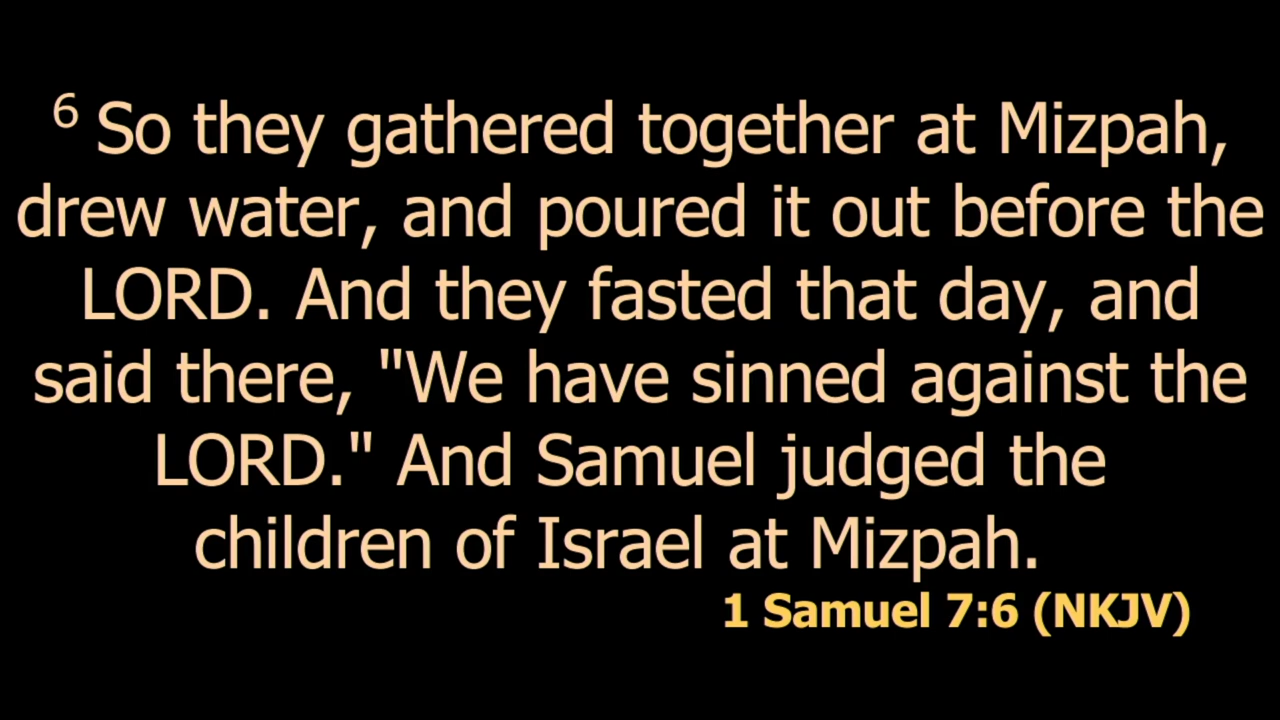 6 So they gathered together at Mizpah,
drew water, and poured it out before the
LORD. And they fasted that day, and
said there, "We have sinned against the
LORD." And Samuel judged the
children of Israel at Mizpah.
1 Samuel 7:6 (NKJV)